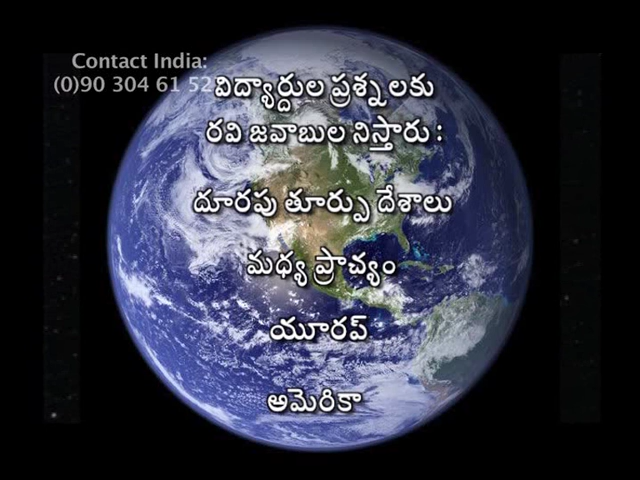 Contact India:
(0)90 304 61 52
విద్యార్దుల ప్రశ్నలకు
రవి జవాబుల నిస్తారు :
దూరపు తూర్పు దేశాలు
మధ్య ప్రాచ్యం
యూరప్
అమెరికా